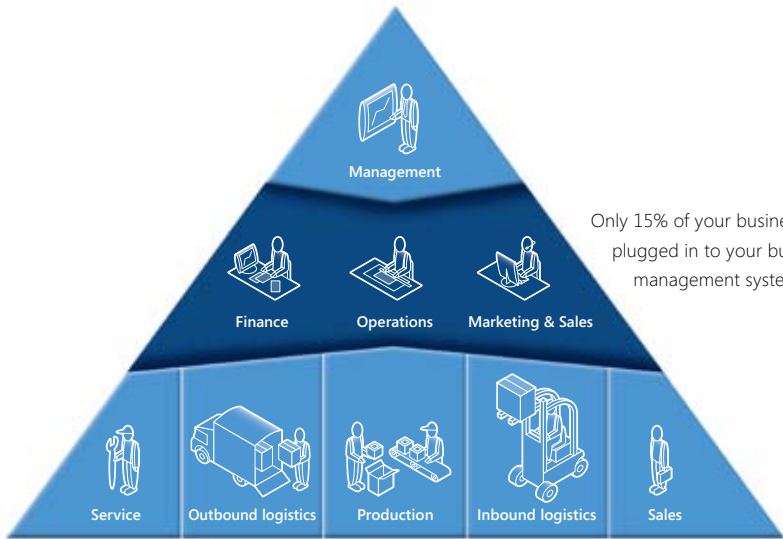 Management
Only 15% of your
plugged in to your
management
Finance Operations Marketing & Sales
Service Outbound logistics Production Inbound logistics Sales